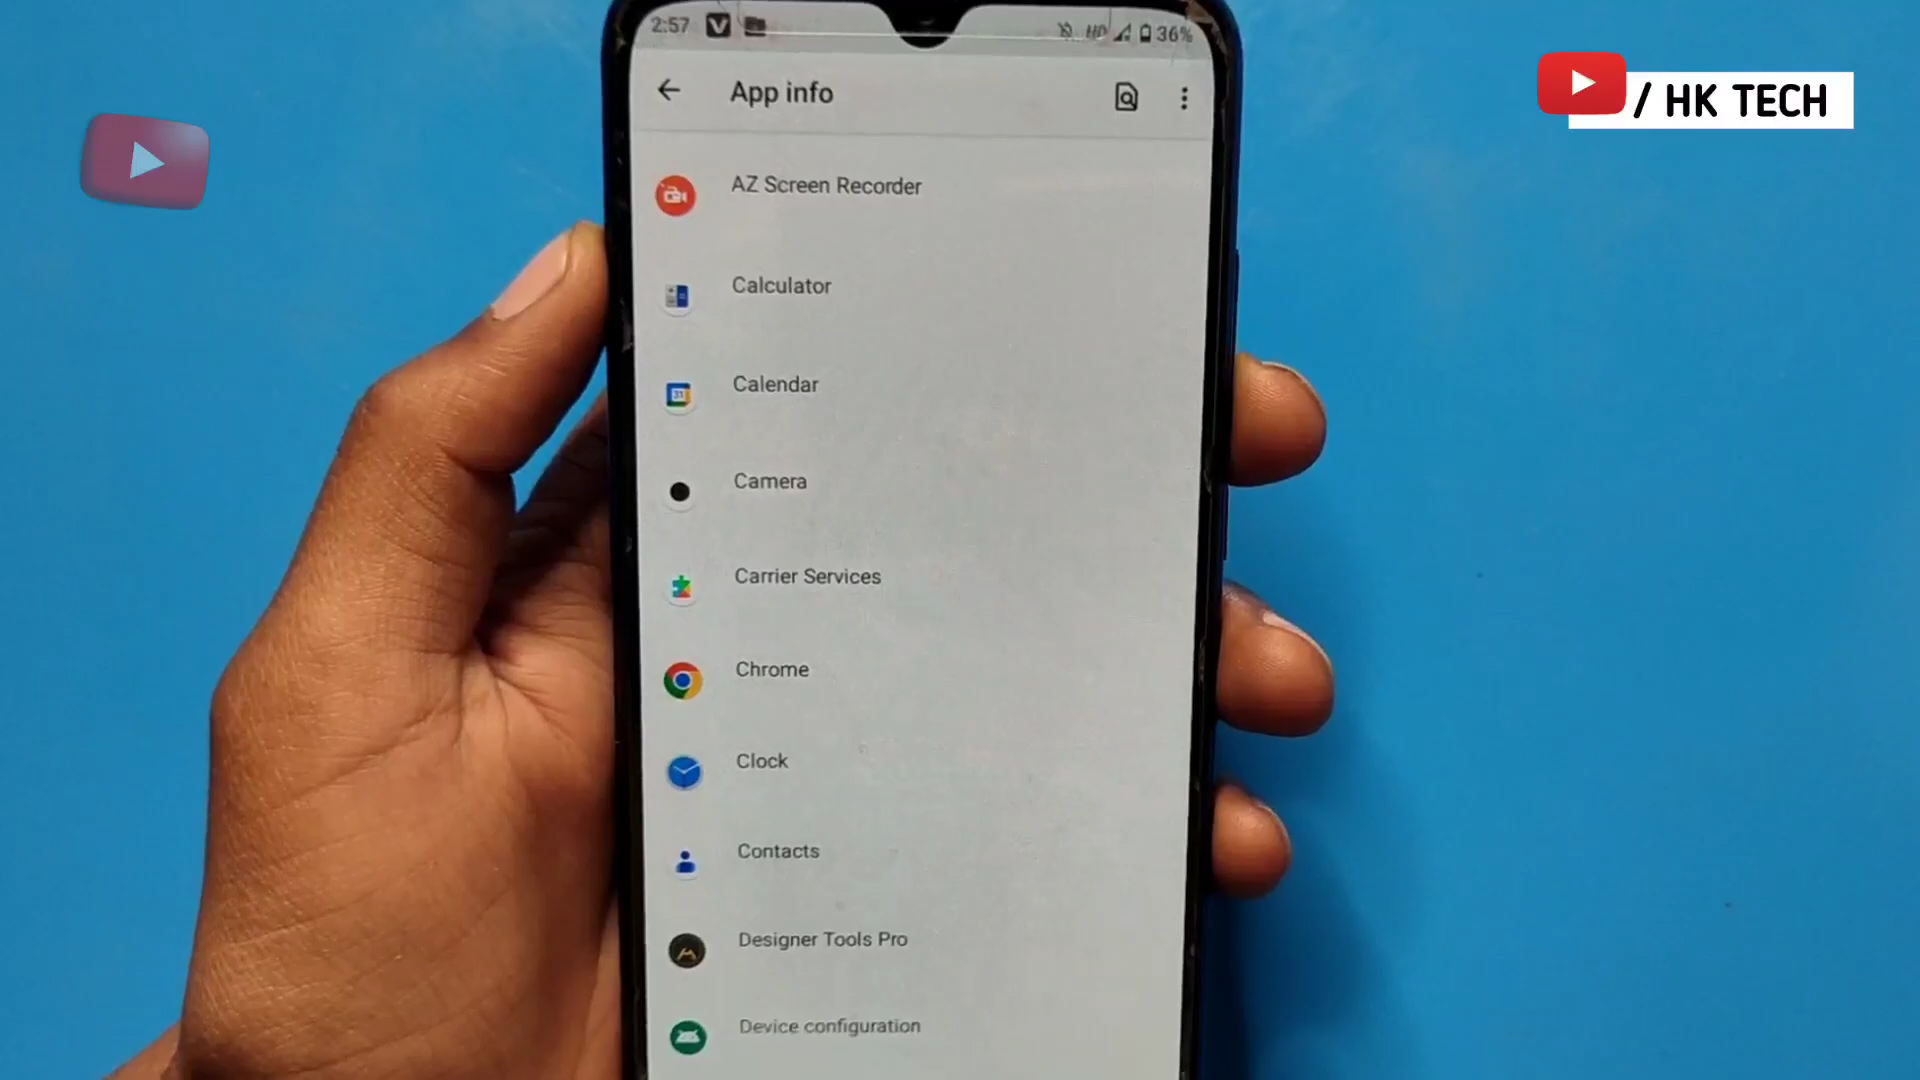 2:57
36%
App info
/ HK TECH
AZ Screen Recorder
Calculator
31
Calendar
Camera
Carrier Services
Chrome
Clock
Contacts
Designer Tools Pro
Device configuration